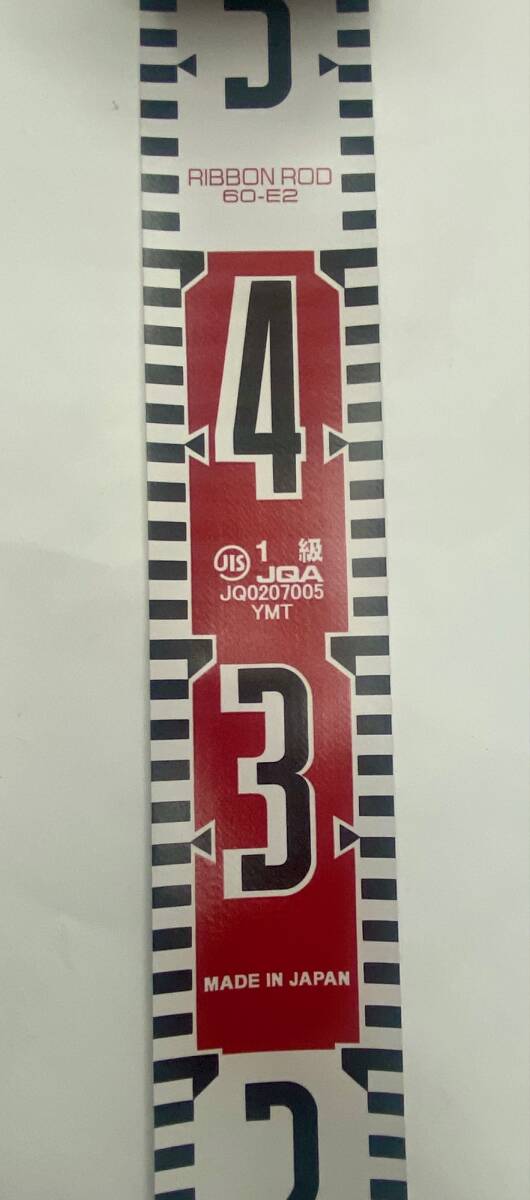 RIBBON ROD
60-E2
4
JIS 1 級
JQA
JQ0207005
YMT
3
MADE IN JAPAN